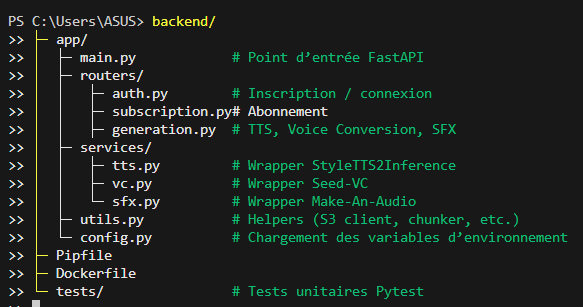 PS C:\Users\ASUS> backend/
>> ├─ app/
>> │  ├─ main.py            # Point d’entrée FastAPI
>> │  ├─ routers/
>> │  │  ├─ auth.py         # Inscription / connexion
>> │  │  ├─ subscription.py# Abonnement
>> │  │  ├─ generation.py   # TTS, Voice Conversion, SFX
>> │  ├─ services/
>> │  │  ├─ tts.py          # Wrapper StyleTTS2Inference
>> │  │  ├─ vc.py           # Wrapper Seed-VC
>> │  │  ├─ sfx.py          # Wrapper Make-An-Audio
>> │  ├─ utils.py           # Helpers (S3 client, chunker, etc.)
>> │  └─ config.py          # Chargement des variables d’environnement
>> ├─ Pipfile
>> ├─ Dockerfile
>> └─ tests/                # Tests unitaires Pytest
>>